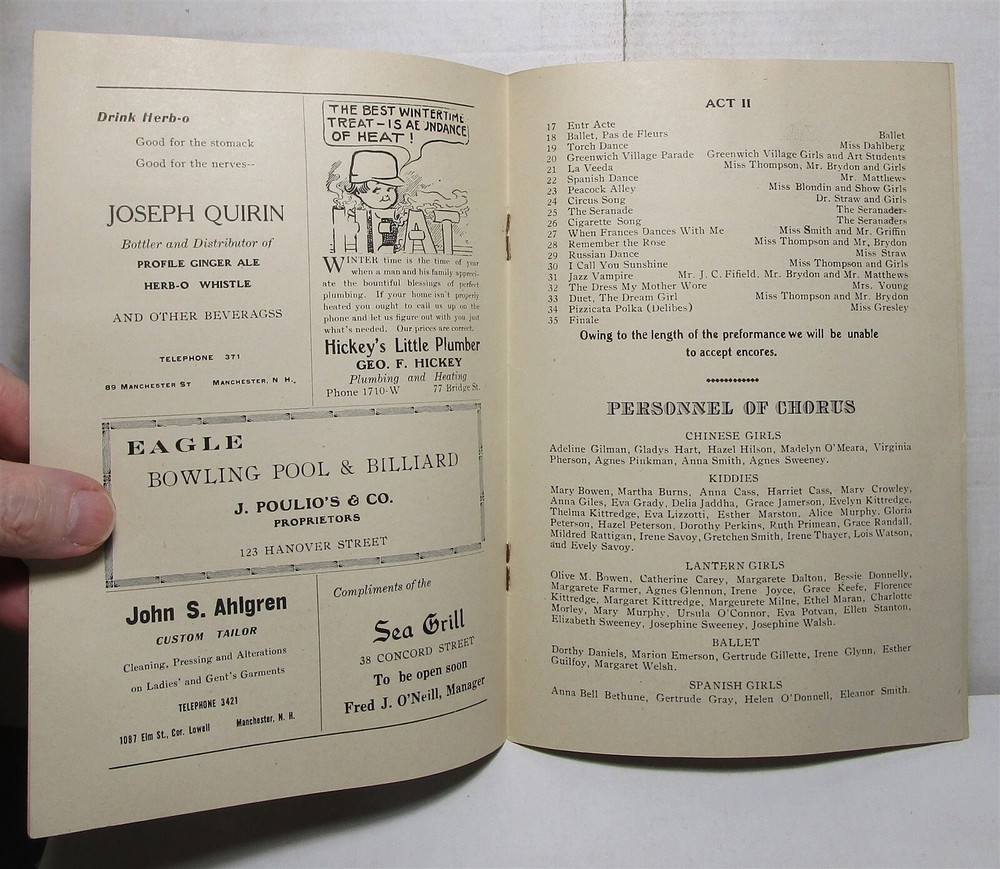 Drink Herb-o
Good for the stomack
Good for the nerves--
JOSEPH QUIRIN
Bottler and Distributor of
PROFILE GINGER ALE
HERB-O WHISTLE
AND OTHER BEVERAGSS
TELEPHONE 371
89 MANCHESTER ST MANCHESTER, N H.,
THE BEST WINTERTIME
TREAT-IS AB UNDANCE
OF HEAT!
WINTER time is the time of year
when a man and his family appreci-
ate the bountiful blessings of perfect
plumbing. If your home isn't properly
heated you ought to call us up on the
phone and let us figure out with you just
what's needed. Our prices are correct.
Hickey's Little Plumber
GEO. F. HICKEY
Plumbing and Heating
Phone 1710-W 77 Bridge St.
EAGLE
BOWLING POOL & BILLIARD
J. POULIO'S & CO.
PROPRIETORS
123 HANOVER STREET
John S. Ahlgren
CUSTOM TAILOR
Cleaning, Pressing and Alterations
on Ladies' and Gent's Garments
TELEPHONE 3421
1087 Elm St., Cor. Lowell Manchester, N. H.
Compliments of the
Sea Grill
38 CONCORD STREET
To be open soon
Fred J. O'Neill, Manager
ACT II
17 Entr Acte
18 Ballet, Pas de Fleurs Ballet
19 Torch Dance Miss Dahlberg
20 Greenwich Village Parade Greenwich Village Girls and Art Students
21 La Veeda Miss Thompson, Mr. Brydon and Girls
22 Spanish Dance Mr. Matthews
23 Peacock Alley Miss Blondin and Show Girls
24 Circus Song Dr. Straw and Girls
25 The Seranade The Seranaders
26 Cigarette Song The Seranaders
27 When Frances Dances With Me Miss Smith and Mr. Griffin
28 Remember the Rose Miss Thompson and Mr, Brydon
29 Russian Dance Miss Straw
30 I Call You Sunshine Miss Thompson and Girls
31 Jazz Vampire Mr. J. C. Fifield, Mr. Brydon and Mr. Matthews
32 The Dress My Mother Wore Mrs. Young
33 Duet, The Dream Girl Miss Thompson and Mr. Brydon
34 Pizzicata Polka (Delibes) Miss Gresley
35 Finale
Owing to the length of the preformance we will be unable
to accept encores.
PERSONNEL OF CHORUS
CHINESE GIRLS
Adeline Gilman, Gladys Hart, Hazel Hilson, Madelyn O'Meara, Virginia
Pherson, Agnes Pinkman, Anna Smith, Agnes Sweeney.
KIDDIES
Mary Bowen, Martha Burns, Anna Cass, Harriet Cass, Mary Crowley,
Anna Giles, Eva Grady, Delia Jaddha, Grace Jamerson, Evelyn Kittredge,
Thelma Kittredge, Eva Lizzotti, Esther Marston, Alice Murphy, Gloria
Peterson, Hazel Peterson, Dorothy Perkins, Ruth Primean, Grace Randall,
Mildred Rattigan, Irene Savoy, Gretchen Smith, Irene Thayer, Lois Watson,
and Evely Savoy.
LANTERN GIRLS
Olive M. Bowen, Catherine Carey, Margarete Dalton, Bessie Donnelly,
Margarete Farmer, Agnes Glennon, Irene Joyce, Grace Keefe, Florence
Kittredge, Margaret Kittredge, Margeurete Milne, Ethel Maran, Charlotte
Morley, Mary Murphy, Ursula O'Connor, Eva Potvan, Ellen Stanton,
Elizabeth Sweeney, Josephine Sweeney, Josephine Walsh.
BALLET
Dorthy Daniels, Marion Emerson, Gertrude Gillette, Irene Glynn, Esther
Guilfoy, Margaret Welsh.
SPANISH GIRLS
Anna Bell Bethune, Gertrude Gray, Helen O'Donnell, Eleanor Smith.